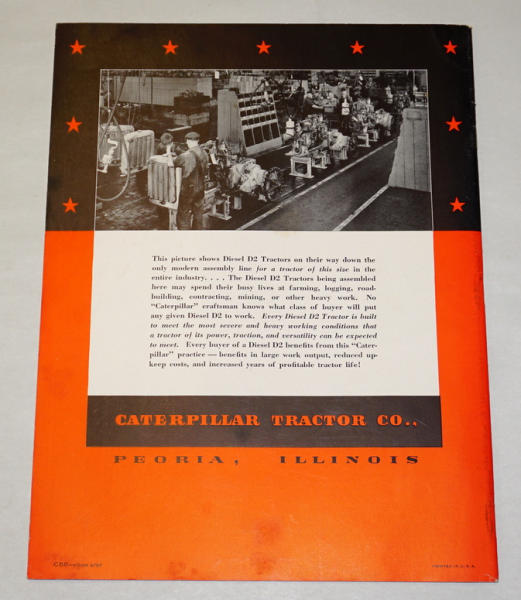 This picture shows Diesel D2 Tractors on their way down the
only modern assembly line for a tractor of this size in the
entire industry. . . . The Diesel D2 Tractors being assembled
here may spend their busy lives at farming, logging, road-
building, contracting, mining, or other heavy work. No
"Caterpillar" craftsman knows what class of buyer will put
any given Diesel D2 to work. Every Diesel D2 Tractor is built
to meet the most severe and heavy working conditions that
a tractor of its power, traction, and versatility can be expected
to meet. Every buyer of a Diesel D2 benefits from this "Cater-
pillar" practice — benefits in large work output, reduced up-
keep costs, and increased years of profitable tractor life!
CATERPILLAR TRACTOR CO.,
PEORIA, ILLINOIS
PRINTED IN U. S. A.